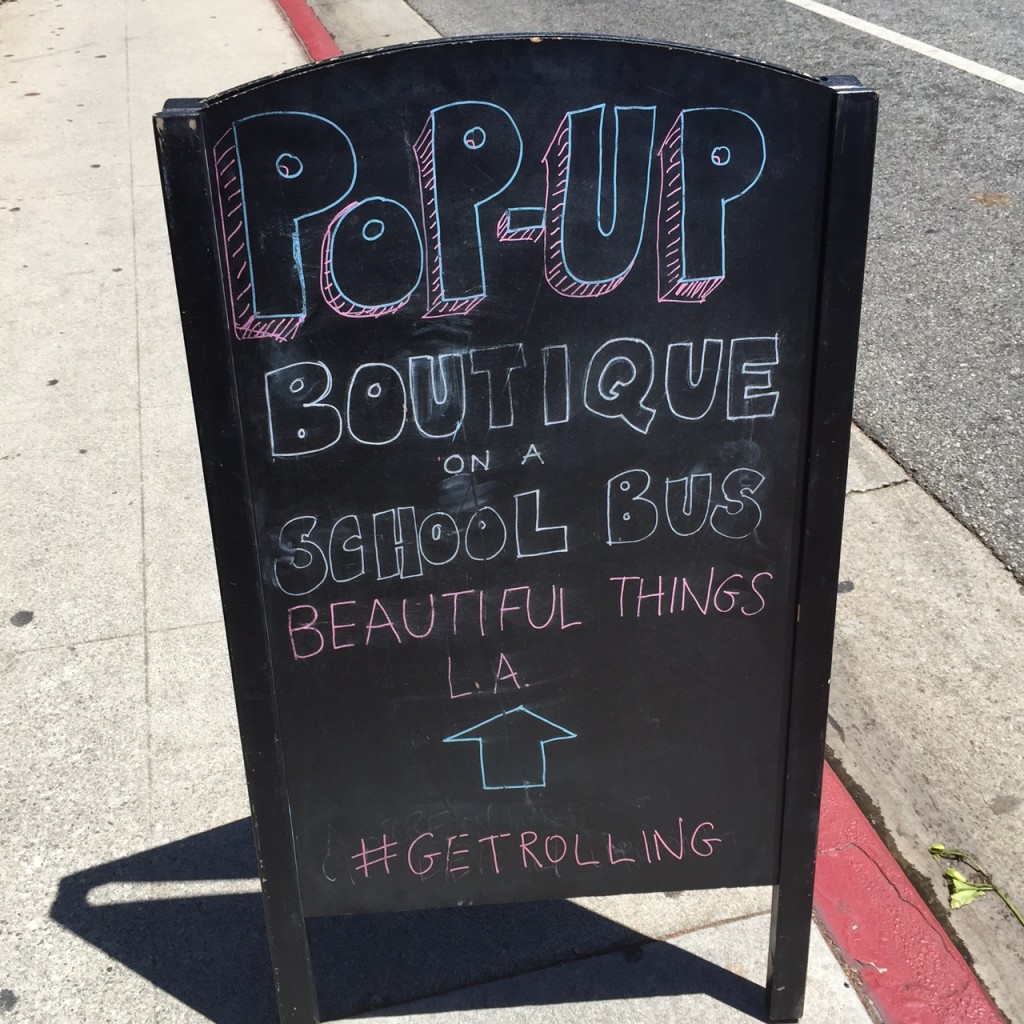 POP-UP
BOUTIQUE
ON A
SCHOOL BUS
BEAUTIFUL THINGS
L.A.
#GETROLLING